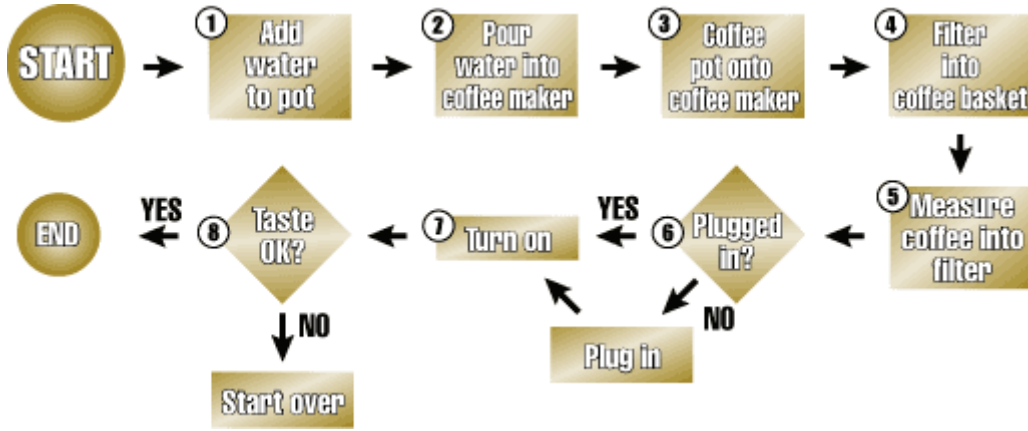 START
1
Add
water
to pot
2
Pour
water into
coffee maker
3
Coffee
pot onto
coffee maker
4
Filter
into
coffee basket
5
Measure
coffee into
filter
6
Plugged
in?
YES
NO
Plug in
7
Turn on
8
Taste
OK?
YES
END
NO
Start over